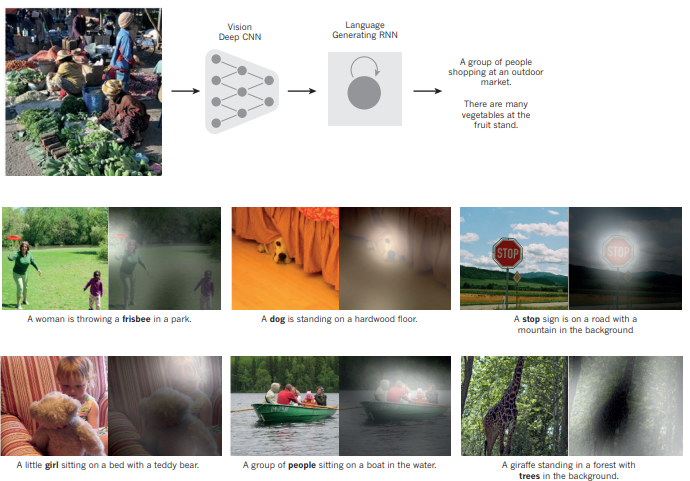 Vision
Deep CNN
Language
Generating RNN
A group of people
shopping at an outdoor
market.
There are many
vegetables at the
fruit stand.
STOP
STOP
A woman is throwing a frisbee in a park.
A dog is standing on a hardwood floor.
A stop sign is on a road with a
mountain in the background
A little girl sitting on a bed with a teddy bear.
A group of people sitting on a boat in the water.
A giraffe standing in a forest with
trees in the background.